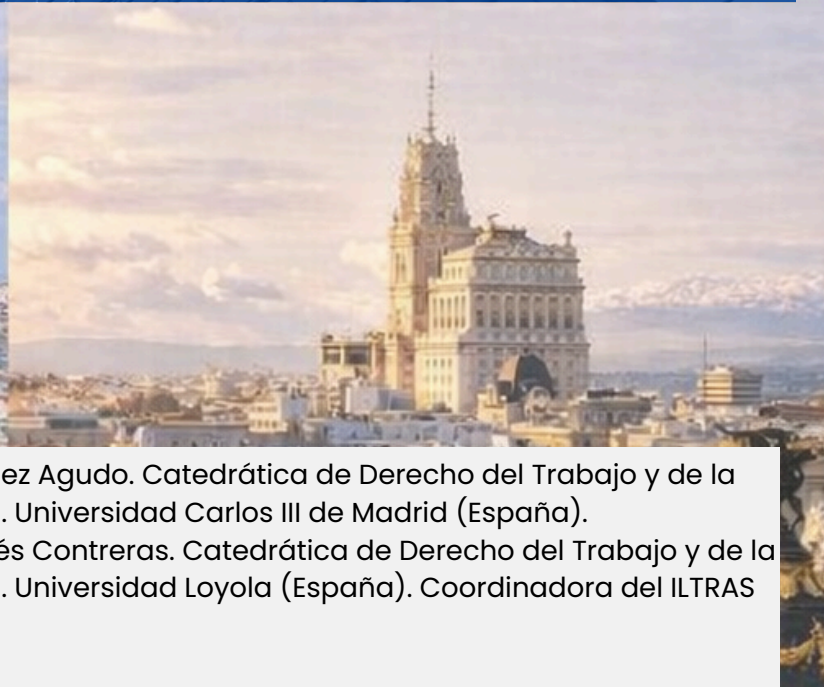 ez Agudo. Catedrática de Derecho del Trabajo y de la
. Universidad Carlos III de Madrid (España).
és Contreras. Catedrática de Derecho del Trabajo y de la
. Universidad Loyola (España). Coordinadora del ILTRAS